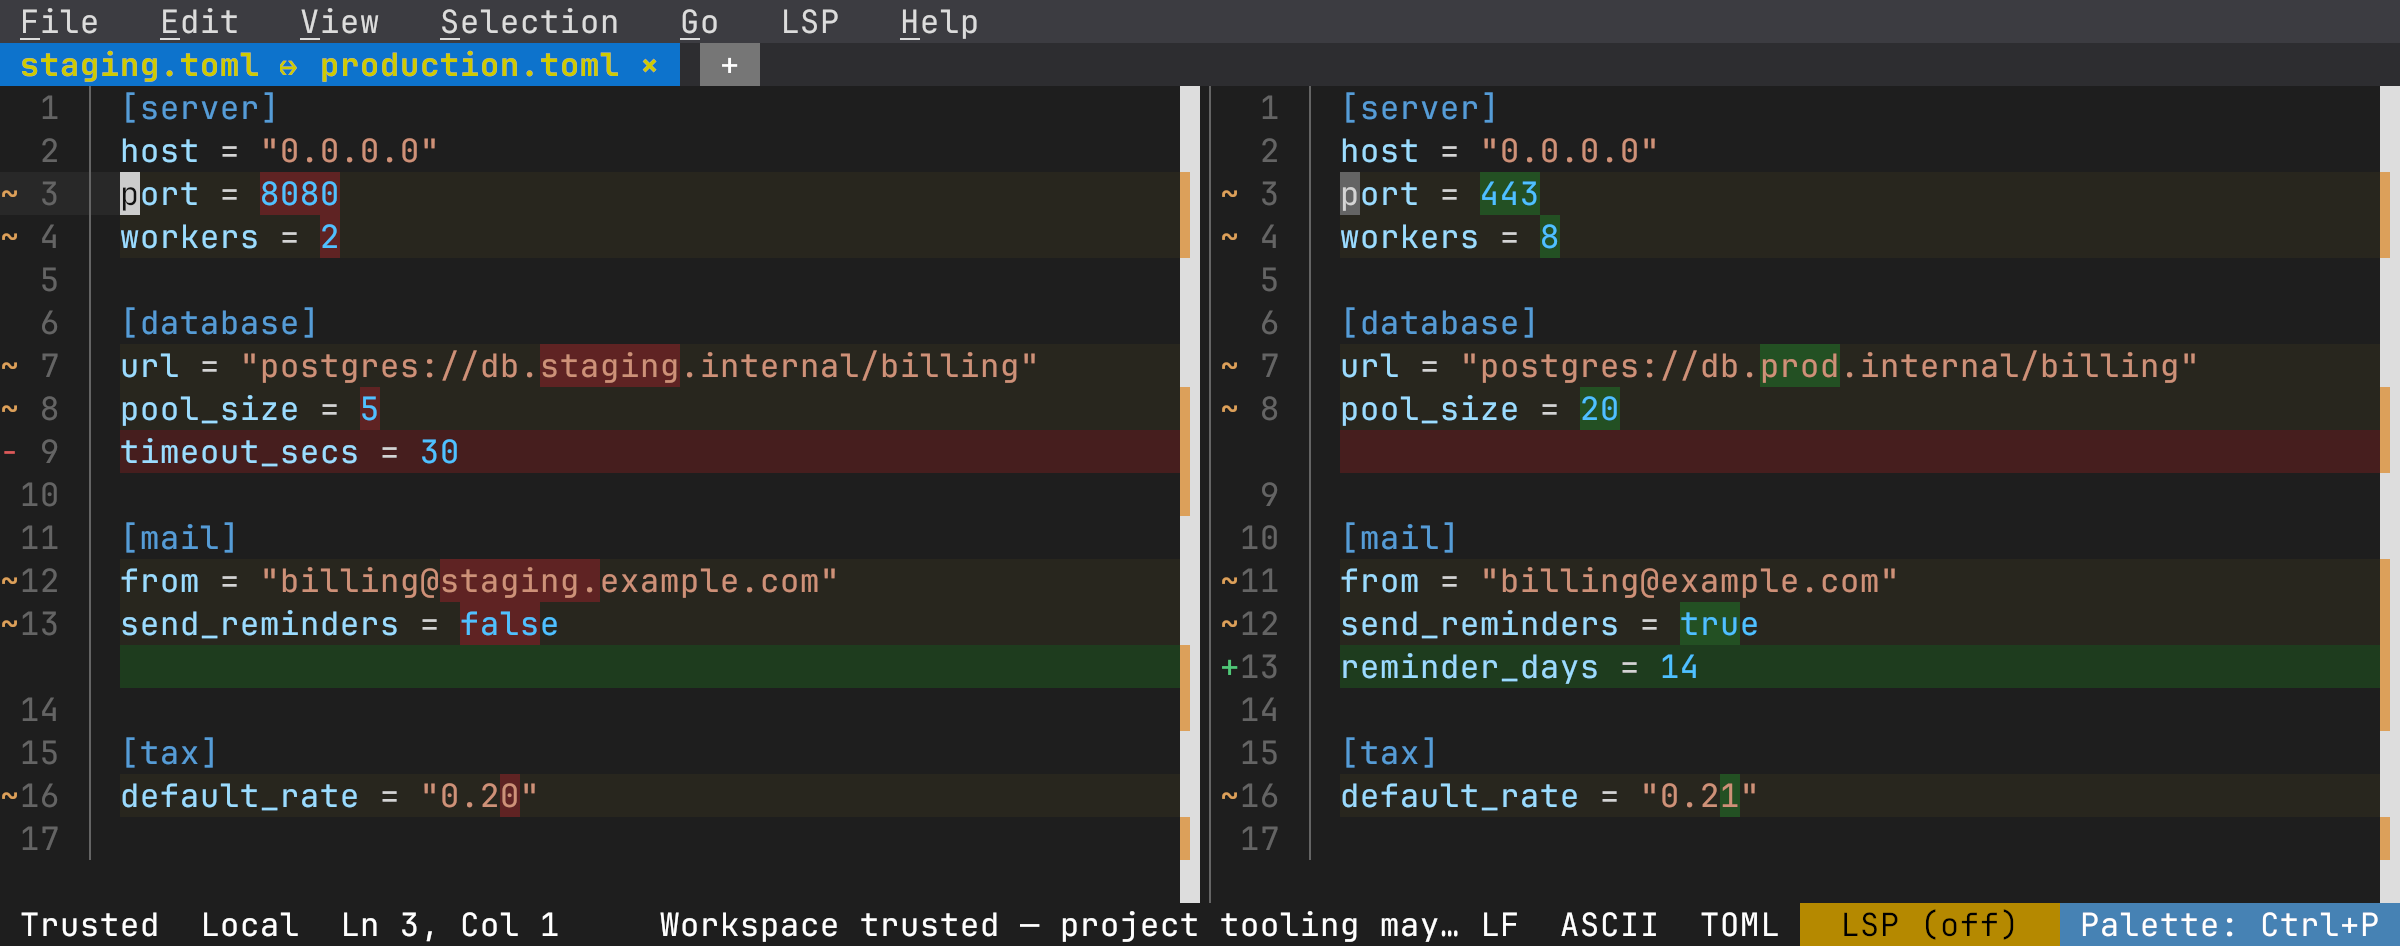 File Edit View Selection Go LSP Help
staging.toml ⇔ production.toml × +
1 [server]
2 host = "0.0.0.0"
~ 3 port = 8080
~ 4 workers = 2
5
6 [database]
~ 7 url = "postgres://db.staging.internal/billing"
~ 8 pool_size = 5
- 9 timeout_secs = 30
10
11 [mail]
~12 from = "billing@staging.example.com"
~13 send_reminders = false
14
15 [tax]
~16 default_rate = "0.20"
17
1 [server]
2 host = "0.0.0.0"
~ 3 port = 443
~ 4 workers = 8
5
6 [database]
~ 7 url = "postgres://db.prod.internal/billing"
~ 8 pool_size = 20
9
10 [mail]
~11 from = "billing@example.com"
~12 send_reminders = true
+13 reminder_days = 14
14
15 [tax]
~16 default_rate = "0.21"
17
Trusted Local Ln 3, Col 1 Workspace trusted — project tooling may… LF ASCII TOML LSP (off) Palette: Ctrl+P